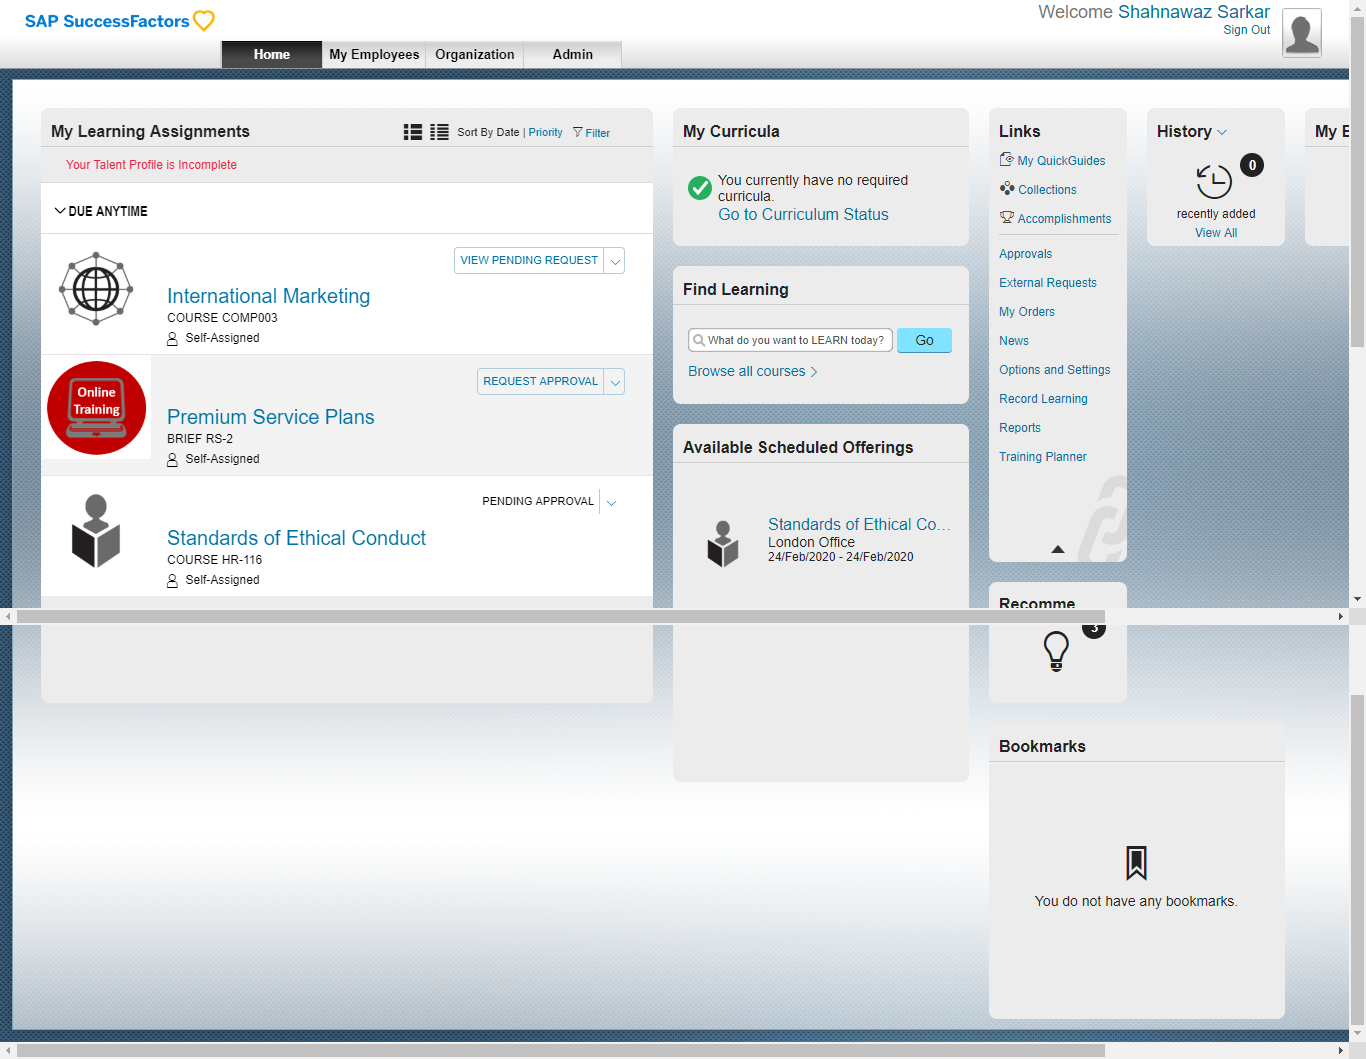 SAP SuccessFactors
Welcome Shahnawaz Sarkar
Sign Out
Home
My Employees
Organization
Admin
My Learning Assignments
Sort By Date | Priority
Filter
Your Talent Profile is Incomplete
DUE ANYTIME
VIEW PENDING REQUEST
International Marketing
COURSE COMP003
Self-Assigned
Online
Training
REQUEST APPROVAL
Premium Service Plans
BRIEF RS-2
Self-Assigned
PENDING APPROVAL
Standards of Ethical Conduct
COURSE HR-116
Self-Assigned
My Curricula
You currently have no required
curricula.
Go to Curriculum Status
Find Learning
What do you want to LEARN today?
Go
Browse all courses
Available Scheduled Offerings
Standards of Ethical Co...
London Office
24/Feb/2020 - 24/Feb/2020
Links
My QuickGuides
Collections
Accomplishments
Approvals
External Requests
My Orders
News
Options and Settings
Record Learning
Reports
Training Planner
History
0
recently added
View All
My E
Recomme
3
Bookmarks
You do not have any bookmarks.